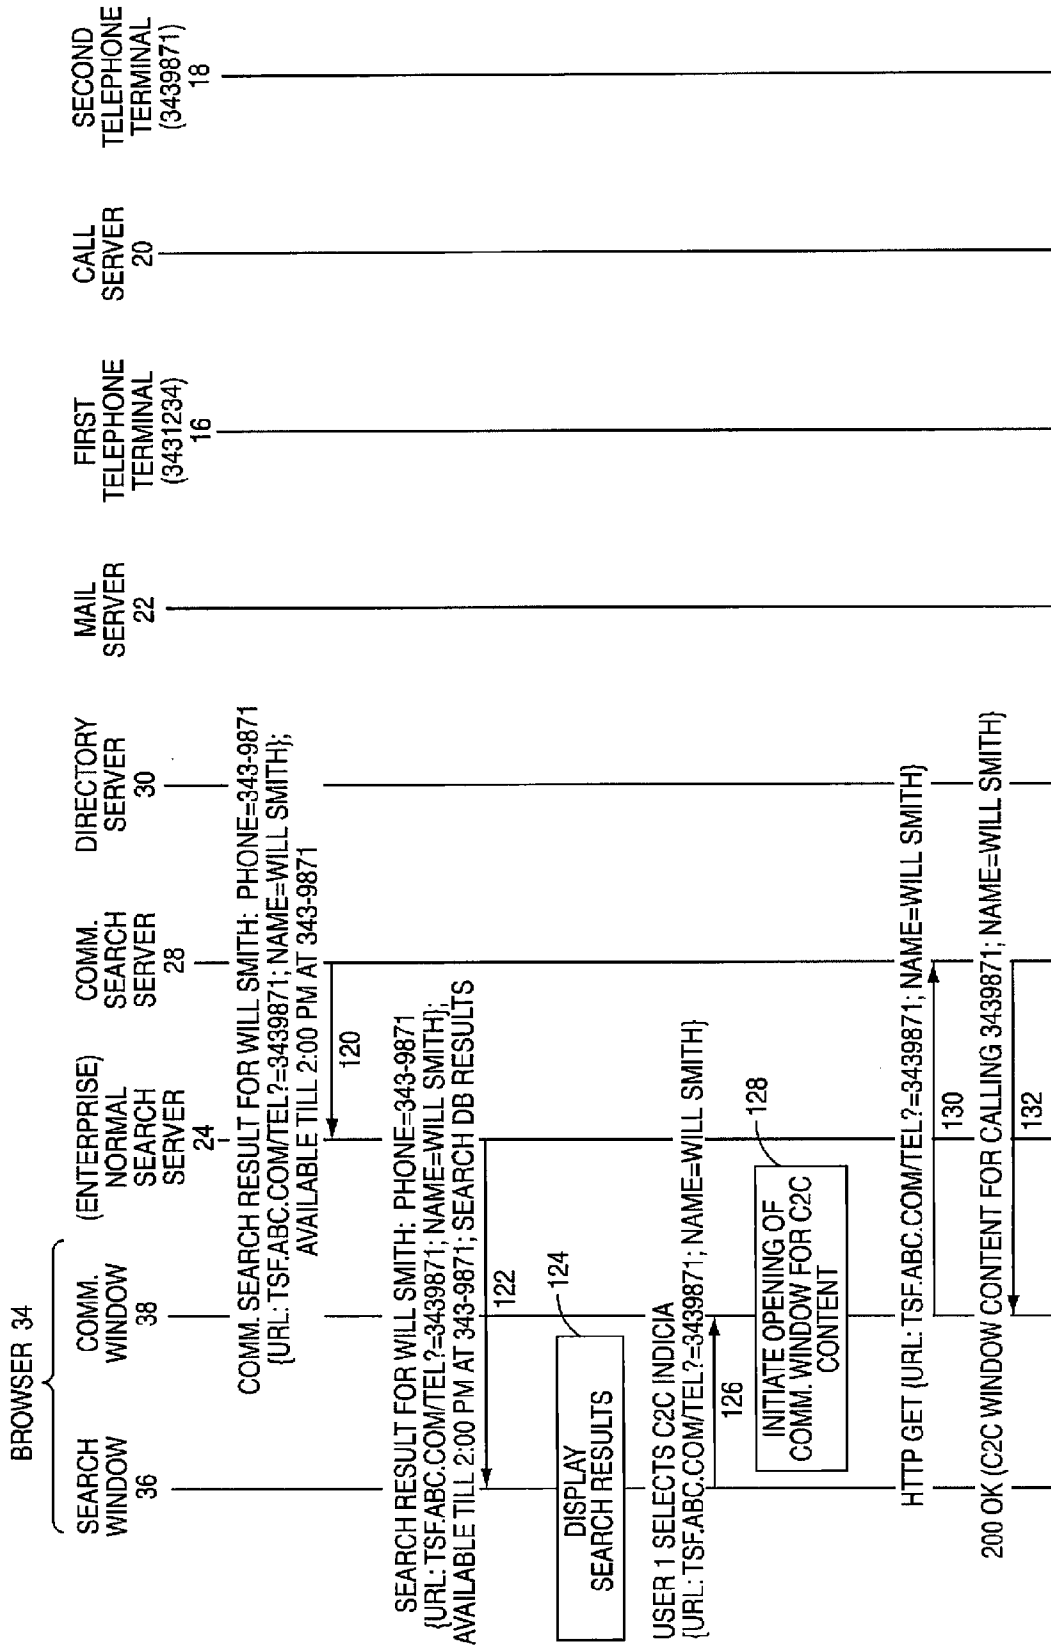 BROWSER 34
SEARCH
WINDOW
36
COMM.
WINDOW
38
(ENTERPRISE)
NORMAL
SEARCH
SERVER
24
COMM.
SEARCH
SERVER
28
DIRECTORY
SERVER
30
MAIL
SERVER
22
FIRST
TELEPHONE
TERMINAL
(3431234)
16
CALL
SERVER
20
SECOND
TELEPHONE
TERMINAL
(3439871)
18
COMM. SEARCH RESULT FOR WILL SMITH: PHONE=343-9871
{URL: TSF.ABC.COM/TEL?=3439871; NAME=WILL SMITH};
AVAILABLE TILL 2:00 PM AT 343-9871
120
SEARCH RESULT FOR WILL SMITH: PHONE=343-9871
{URL: TSF.ABC.COM/TEL?=3439871; NAME=WILL SMITH};
AVAILABLE TILL 2:00 PM AT 343-9871; SEARCH DB RESULTS
122
DISPLAY
SEARCH RESULTS
124
USER 1 SELECTS C2C INDICIA
{URL: TSF.ABC.COM/TEL?=3439871; NAME=WILL SMITH}
126
INITIATE OPENING OF
COMM. WINDOW FOR C2C
CONTENT
128
HTTP GET {URL: TSF.ABC.COM/TEL?=3439871; NAME=WILL SMITH}
130
200 OK (C2C WINDOW CONTENT FOR CALLING 3439871; NAME=WILL SMITH}
132